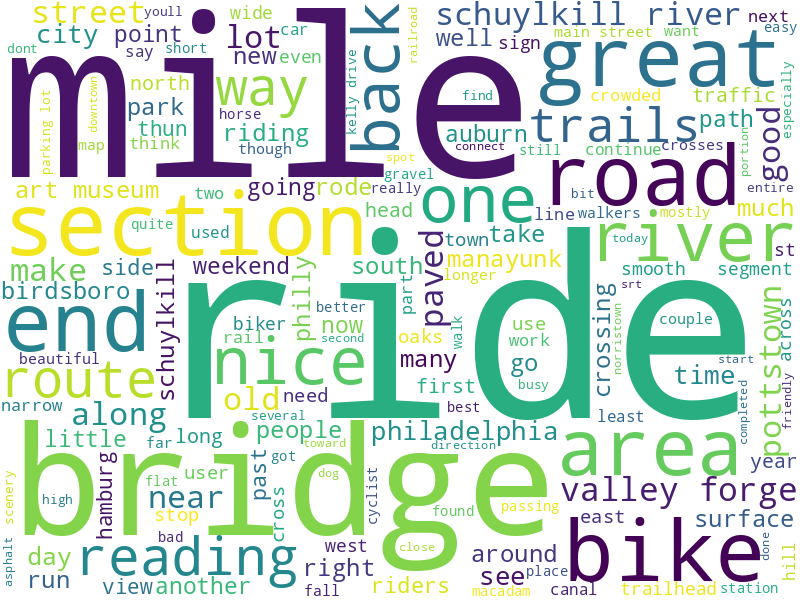 street youll wide car
schuylkill river next
dont city point lot
say short new even
railroad
well sign main street want easy
mile
back
great
parking lot downtown north way
kelly drive
find crowded traffic especially
map park horse
thun riding auburn trails path
think though connect still continue crosses
portion good
art museum going rode spot gravel really
one road
two bit entire
section quite used head line walkers mostly much
river today st
make side weekend south town take manayunk
philly part paved longer smooth segment
birdsboro schuylkill biker better now oaks walk
ride
crossing srt couple
norristown
pottstown across
end rail second use work
beautiful nice many go time start
route old need first busy least
narrow along several best completed friendly
little far long people philadelphia
toward direction
bridge area
hamburg got year
scenery flat user past dog cyclist found passing valley forge
high near cross
stop
bad close east surface
asphalt day reading west around bike done hill
run view another right riders see place canal
fall macadam trailhead station